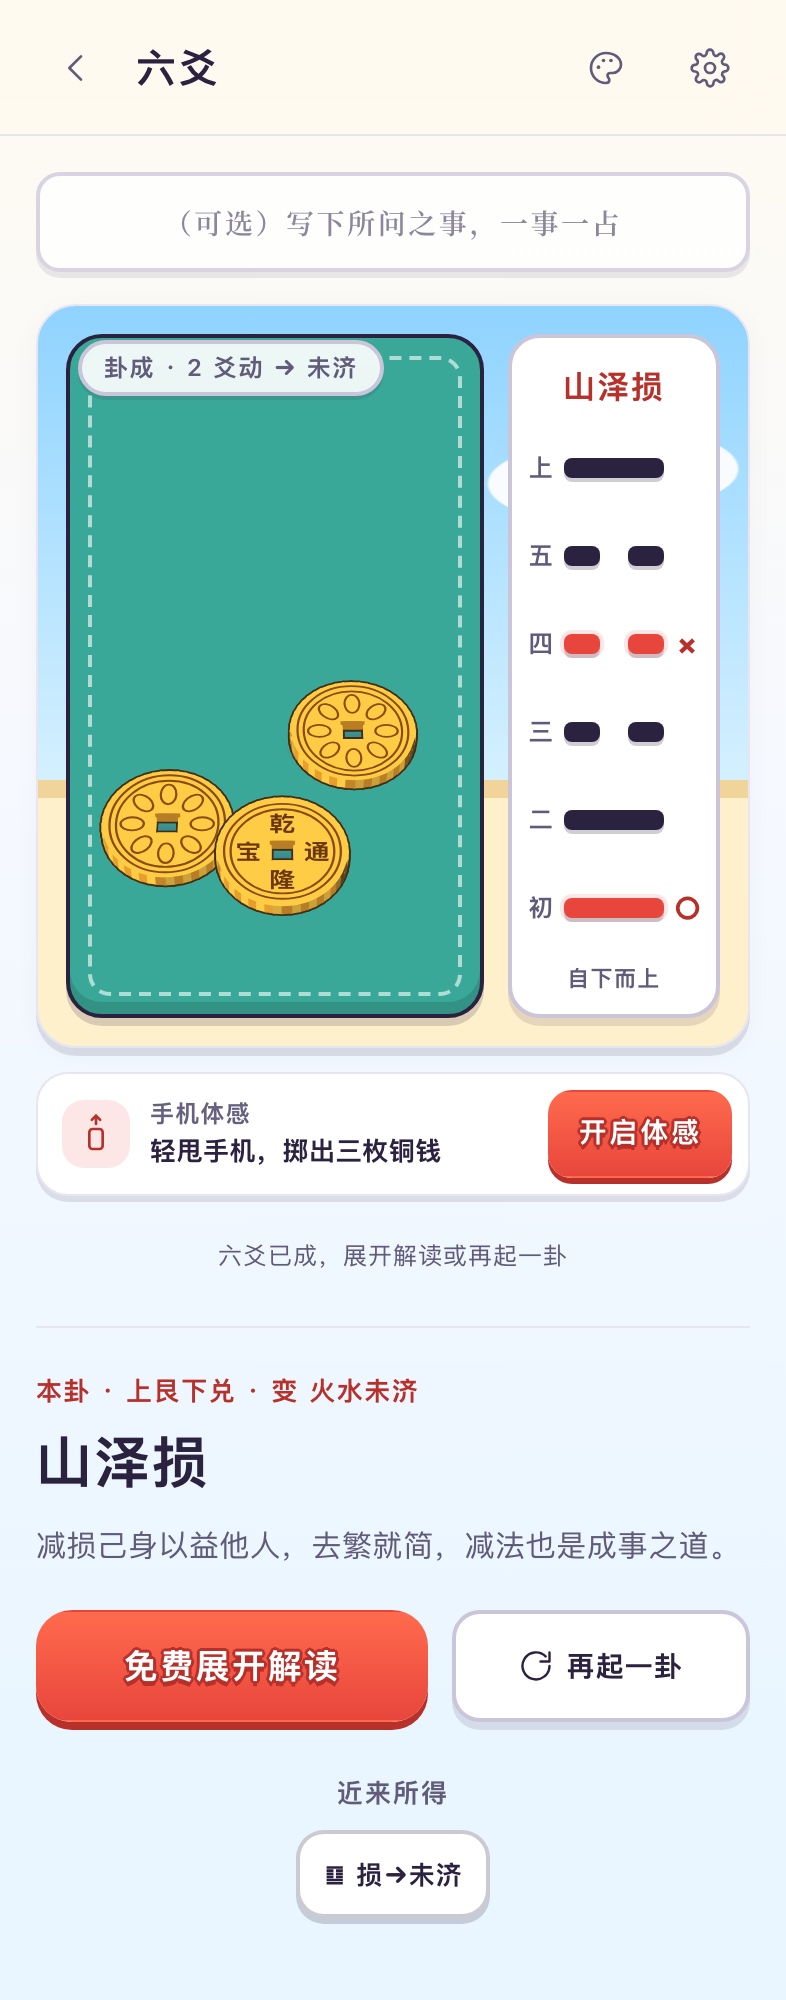 六爻
（可选）写下所问之事，一事一占
卦成 · 2 爻动 → 未济
山泽损
上
五
四 ×
三
二
初
自下而上
乾
宝 通
隆
手机体感
轻甩手机，掷出三枚铜钱
开启体感
六爻已成，展开解读或再起一卦
本卦 · 上艮下兑 · 变 火水未济
山泽损
减损己身以益他人，去繁就简，减法也是成事之道。
免费展开解读
再起一卦
近来所得
䷨ 损→未济